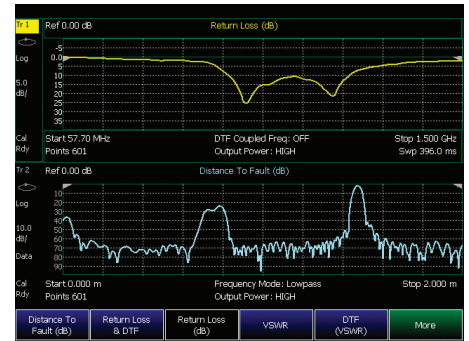 Tr 1 Ref 0.00 dB Return Loss (dB)
-5
Log 0.0
5
10
5.0 15
dB/ 20
25
30
35
Cal Start 57.70 MHz DTF Coupled Freq: OFF Stop 1.500 GHz
Rdy Points 601 Output Power: HIGH Swp 396.0 ms
Tr 2 Ref 0.00 dB Distance To Fault (dB)
10
20
Log 30
40
10.0 50
dB/ 60
70
Data 80
90
Cal Start 0.000 m Frequency Mode: Lowpass Stop 2.000 m
Rdy Points 601 Output Power: HIGH
Distance To Return Loss Return Loss VSWR DTF More
Fault (dB) & DTF (dB) (VSWR)